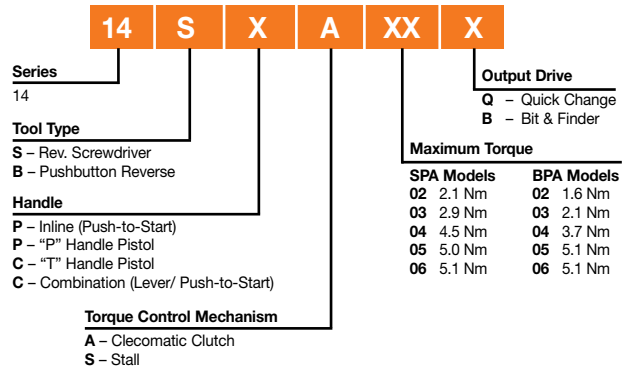 14 S X A XX X
Series
14
Tool Type
S – Rev. Screwdriver
B – Pushbutton Reverse
Handle
P – Inline (Push-to-Start)
P – “P” Handle Pistol
C – “T” Handle Pistol
C – Combination (Lever/ Push-to-Start)
Torque Control Mechanism
A – Clecomatic Clutch
S – Stall
Output Drive
Q – Quick Change
B – Bit & Finder
Maximum Torque
SPA Models BPA Models
02 2.1 Nm 02 1.6 Nm
03 2.9 Nm 03 2.1 Nm
04 4.5 Nm 04 3.7 Nm
05 5.0 Nm 05 5.1 Nm
06 5.1 Nm 06 5.1 Nm